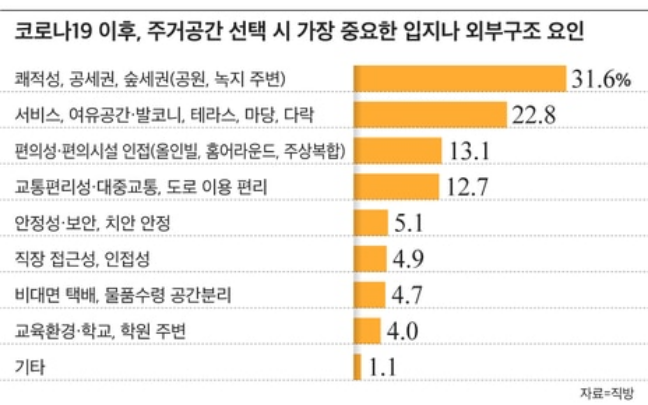 코로나19 이후, 주거공간 선택 시 가장 중요한 입지나 외부구조 요인
쾌적성, 공세권, 숲세권(공원, 녹지 주변) 31.6%
서비스, 여유공간·발코니, 테라스, 마당, 다락 22.8
편의성·편의시설 인접(올인빌, 홈어라운드, 주상복합) 13.1
교통편리성·대중교통, 도로 이용 편리 12.7
안정성·보안, 치안 안정 5.1
직장 접근성, 인접성 4.9
비대면 택배, 물품수령 공간분리 4.7
교육환경·학교, 학원 주변 4.0
기타 1.1
자료=직방